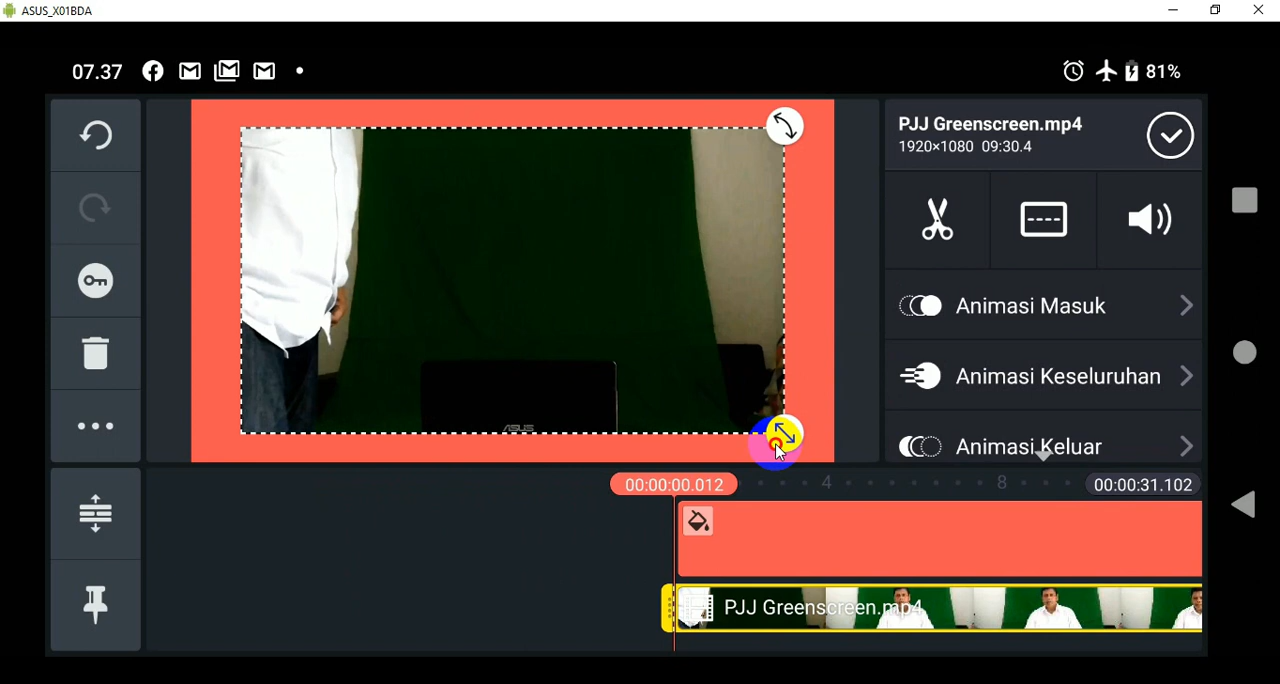 ASUS_X01BDA
07.37
81%
PJJ Greenscreen.mp4
1920×1080 09:30.4
Animasi Masuk
Animasi Keseluruhan
Animasi Keluar
ASUS
00:00:00.012
4
8
00:00:31.102
PJJ Greenscreen.mp4